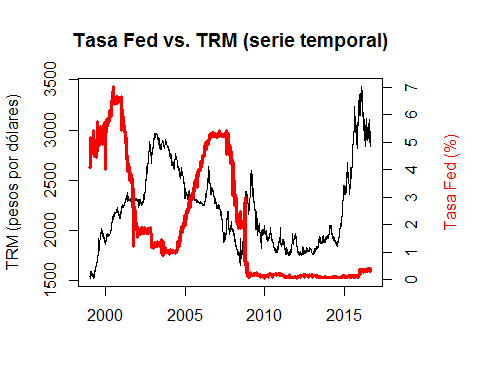 Tasa Fed vs. TRM (serie temporal)
TRM (pesos por dólares)
1500 2000 2500 3000 3500
2000 2005 2010 2015
0 1 2 3 4 5 6 7
Tasa Fed (%)